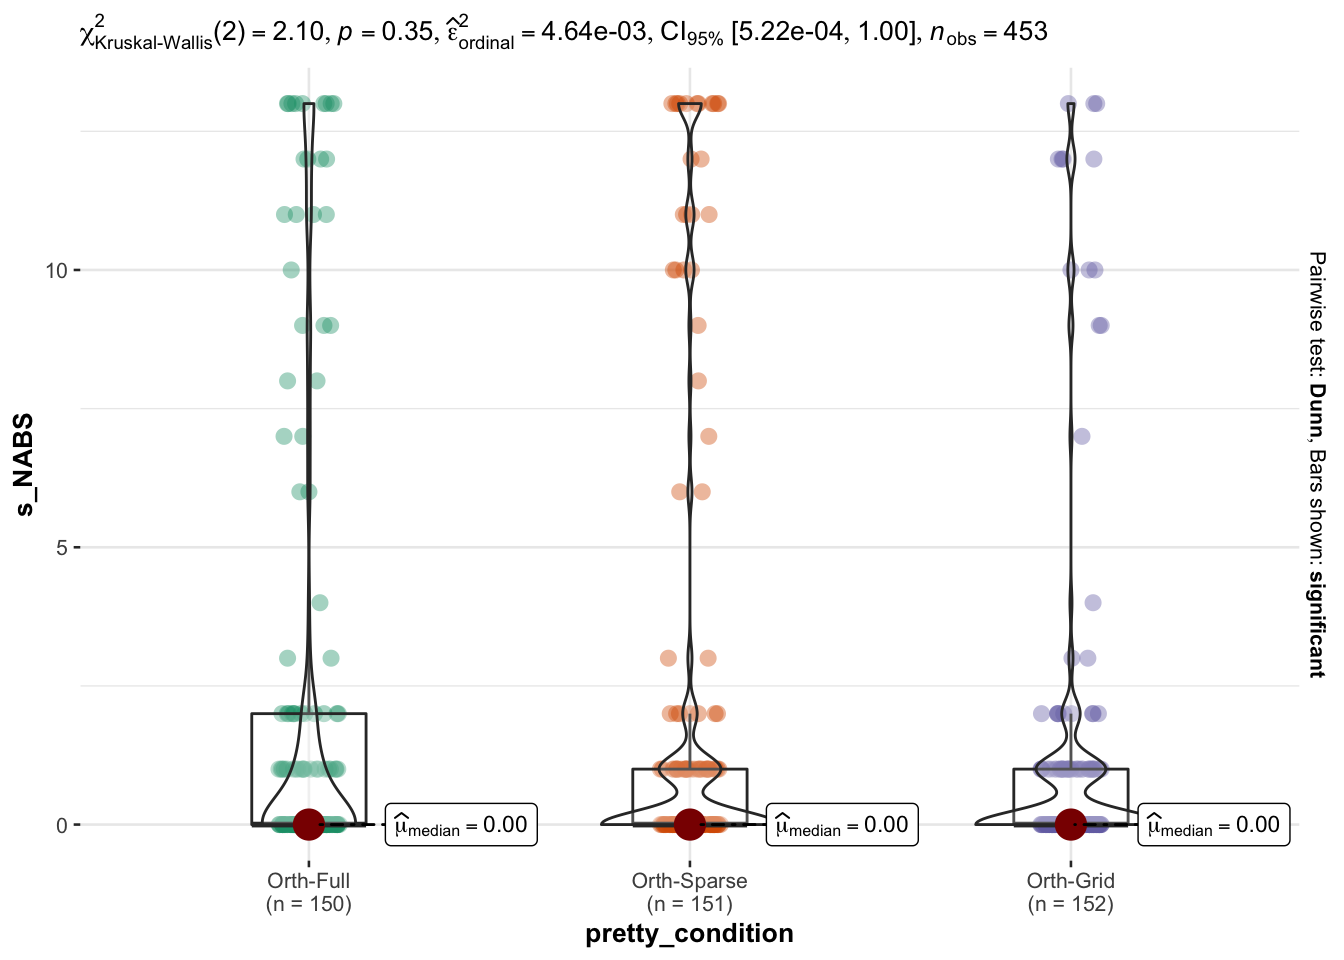 χ²Kruskal-Wallis(2) = 2.10, p = 0.35, ε̂²ordinal = 4.64e-03, CI95% [5.22e-04, 1.00], nobs = 453
10
5
0
s_NABS
μ̂median = 0.00
μ̂median = 0.00
μ̂median = 0.00
Orth-Full
(n = 150)
Orth-Sparse
(n = 151)
Orth-Grid
(n = 152)
pretty_condition
Pairwise test: Dunn, Bars shown: significant